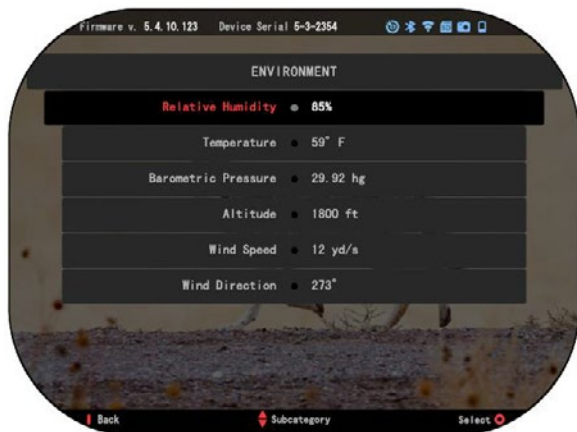 Firmware v. 5.4.10.123 Device Serial 5-3-2354
ENVIRONMENT
Relative Humidity 85%
Temperature 59° F
Barometric Pressure 29.92 hg
Altitude 1800 ft
Wind Speed 12 yd/s
Wind Direction 273°
Back Subcategory Select